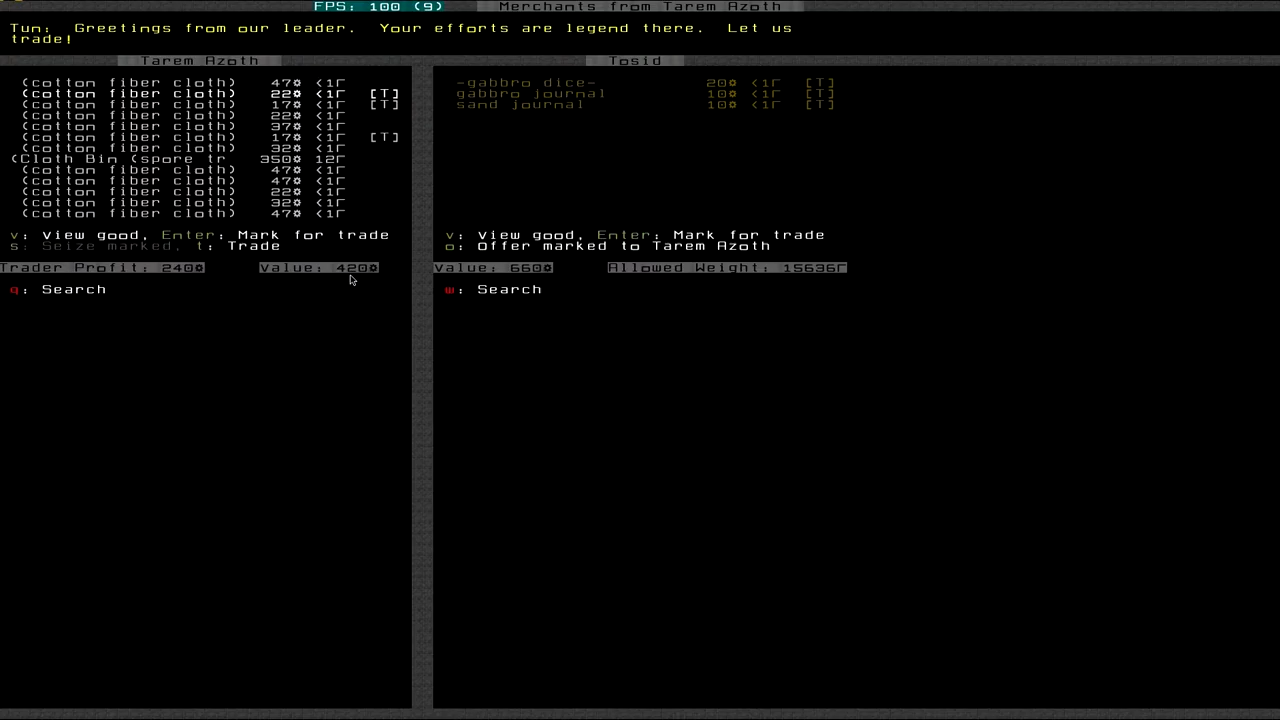 FPS: 100 (9)
Merchants from Tarem Azoth
Tun: Greetings from our leader. Your efforts are legend there. Let us
trade!
Tarem Azoth
(cotton fiber cloth) 47☼ <1Γ
(cotton fiber cloth) 22☼ <1Γ [T]
(cotton fiber cloth) 17☼ <1Γ [T]
(cotton fiber cloth) 22☼ <1Γ
(cotton fiber cloth) 37☼ <1Γ
(cotton fiber cloth) 17☼ <1Γ [T]
(cotton fiber cloth) 32☼ <1Γ
(Cloth Bin (spore tr 350☼ 12Γ
(cotton fiber cloth) 47☼ <1Γ
(cotton fiber cloth) 47☼ <1Γ
(cotton fiber cloth) 22☼ <1Γ
(cotton fiber cloth) 32☼ <1Γ
(cotton fiber cloth) 47☼ <1Γ
v: View good, Enter: Mark for trade
s: Seize marked, t: Trade
Trader Profit: 240☼ Value: 420☼
q: Search
Tosid
-gabbro dice- 20☼ <1Γ [T]
gabbro journal 10☼ <1Γ [T]
sand journal 10☼ <1Γ [T]
v: View good, Enter: Mark for trade
o: Offer marked to Tarem Azoth
Value: 660☼ Allowed Weight: 15636Γ
w: Search